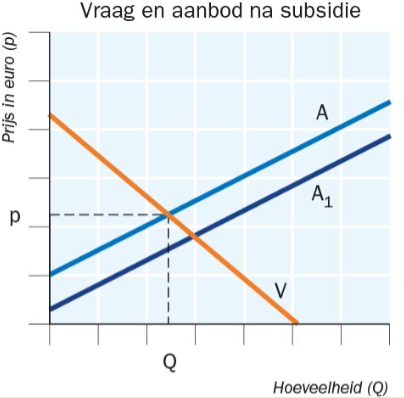 Vraag en aanbod na subsidie
Prijs in euro (p)
A
A₁
p
V
Q
Hoeveelheid (Q)